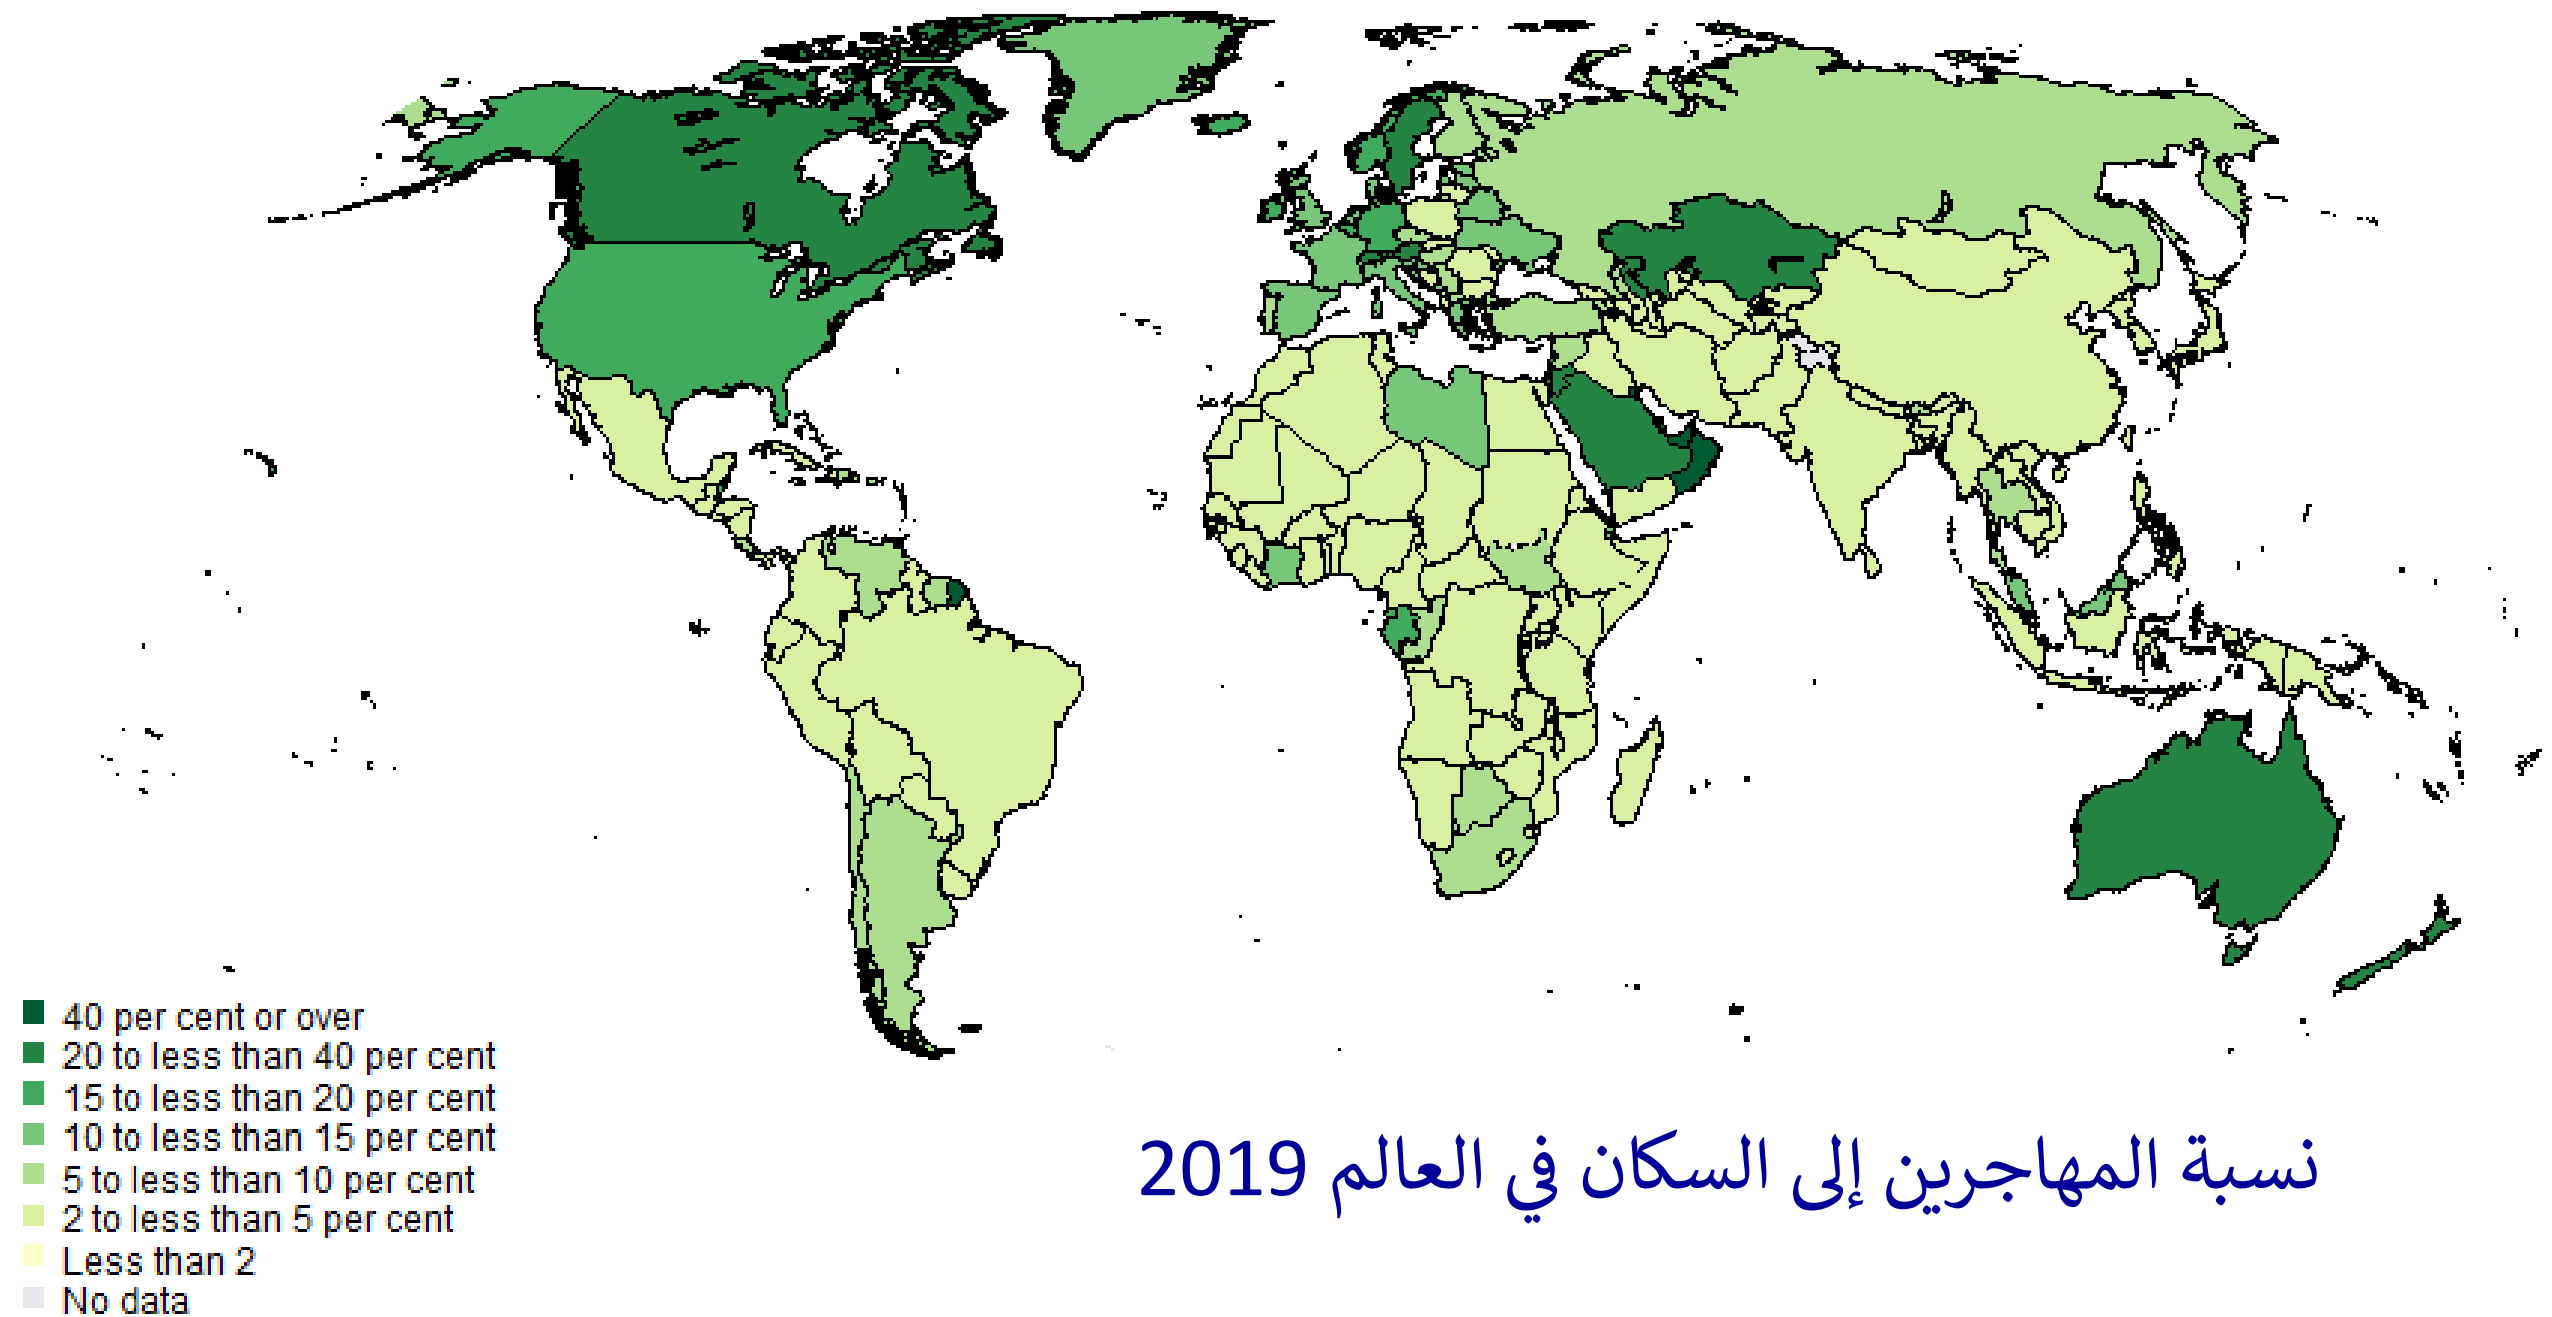 40 per cent or over
20 to less than 40 per cent
15 to less than 20 per cent
10 to less than 15 per cent
5 to less than 10 per cent
2 to less than 5 per cent
Less than 2
No data
نسبة المهاجرين إلى السكان في العالم 2019